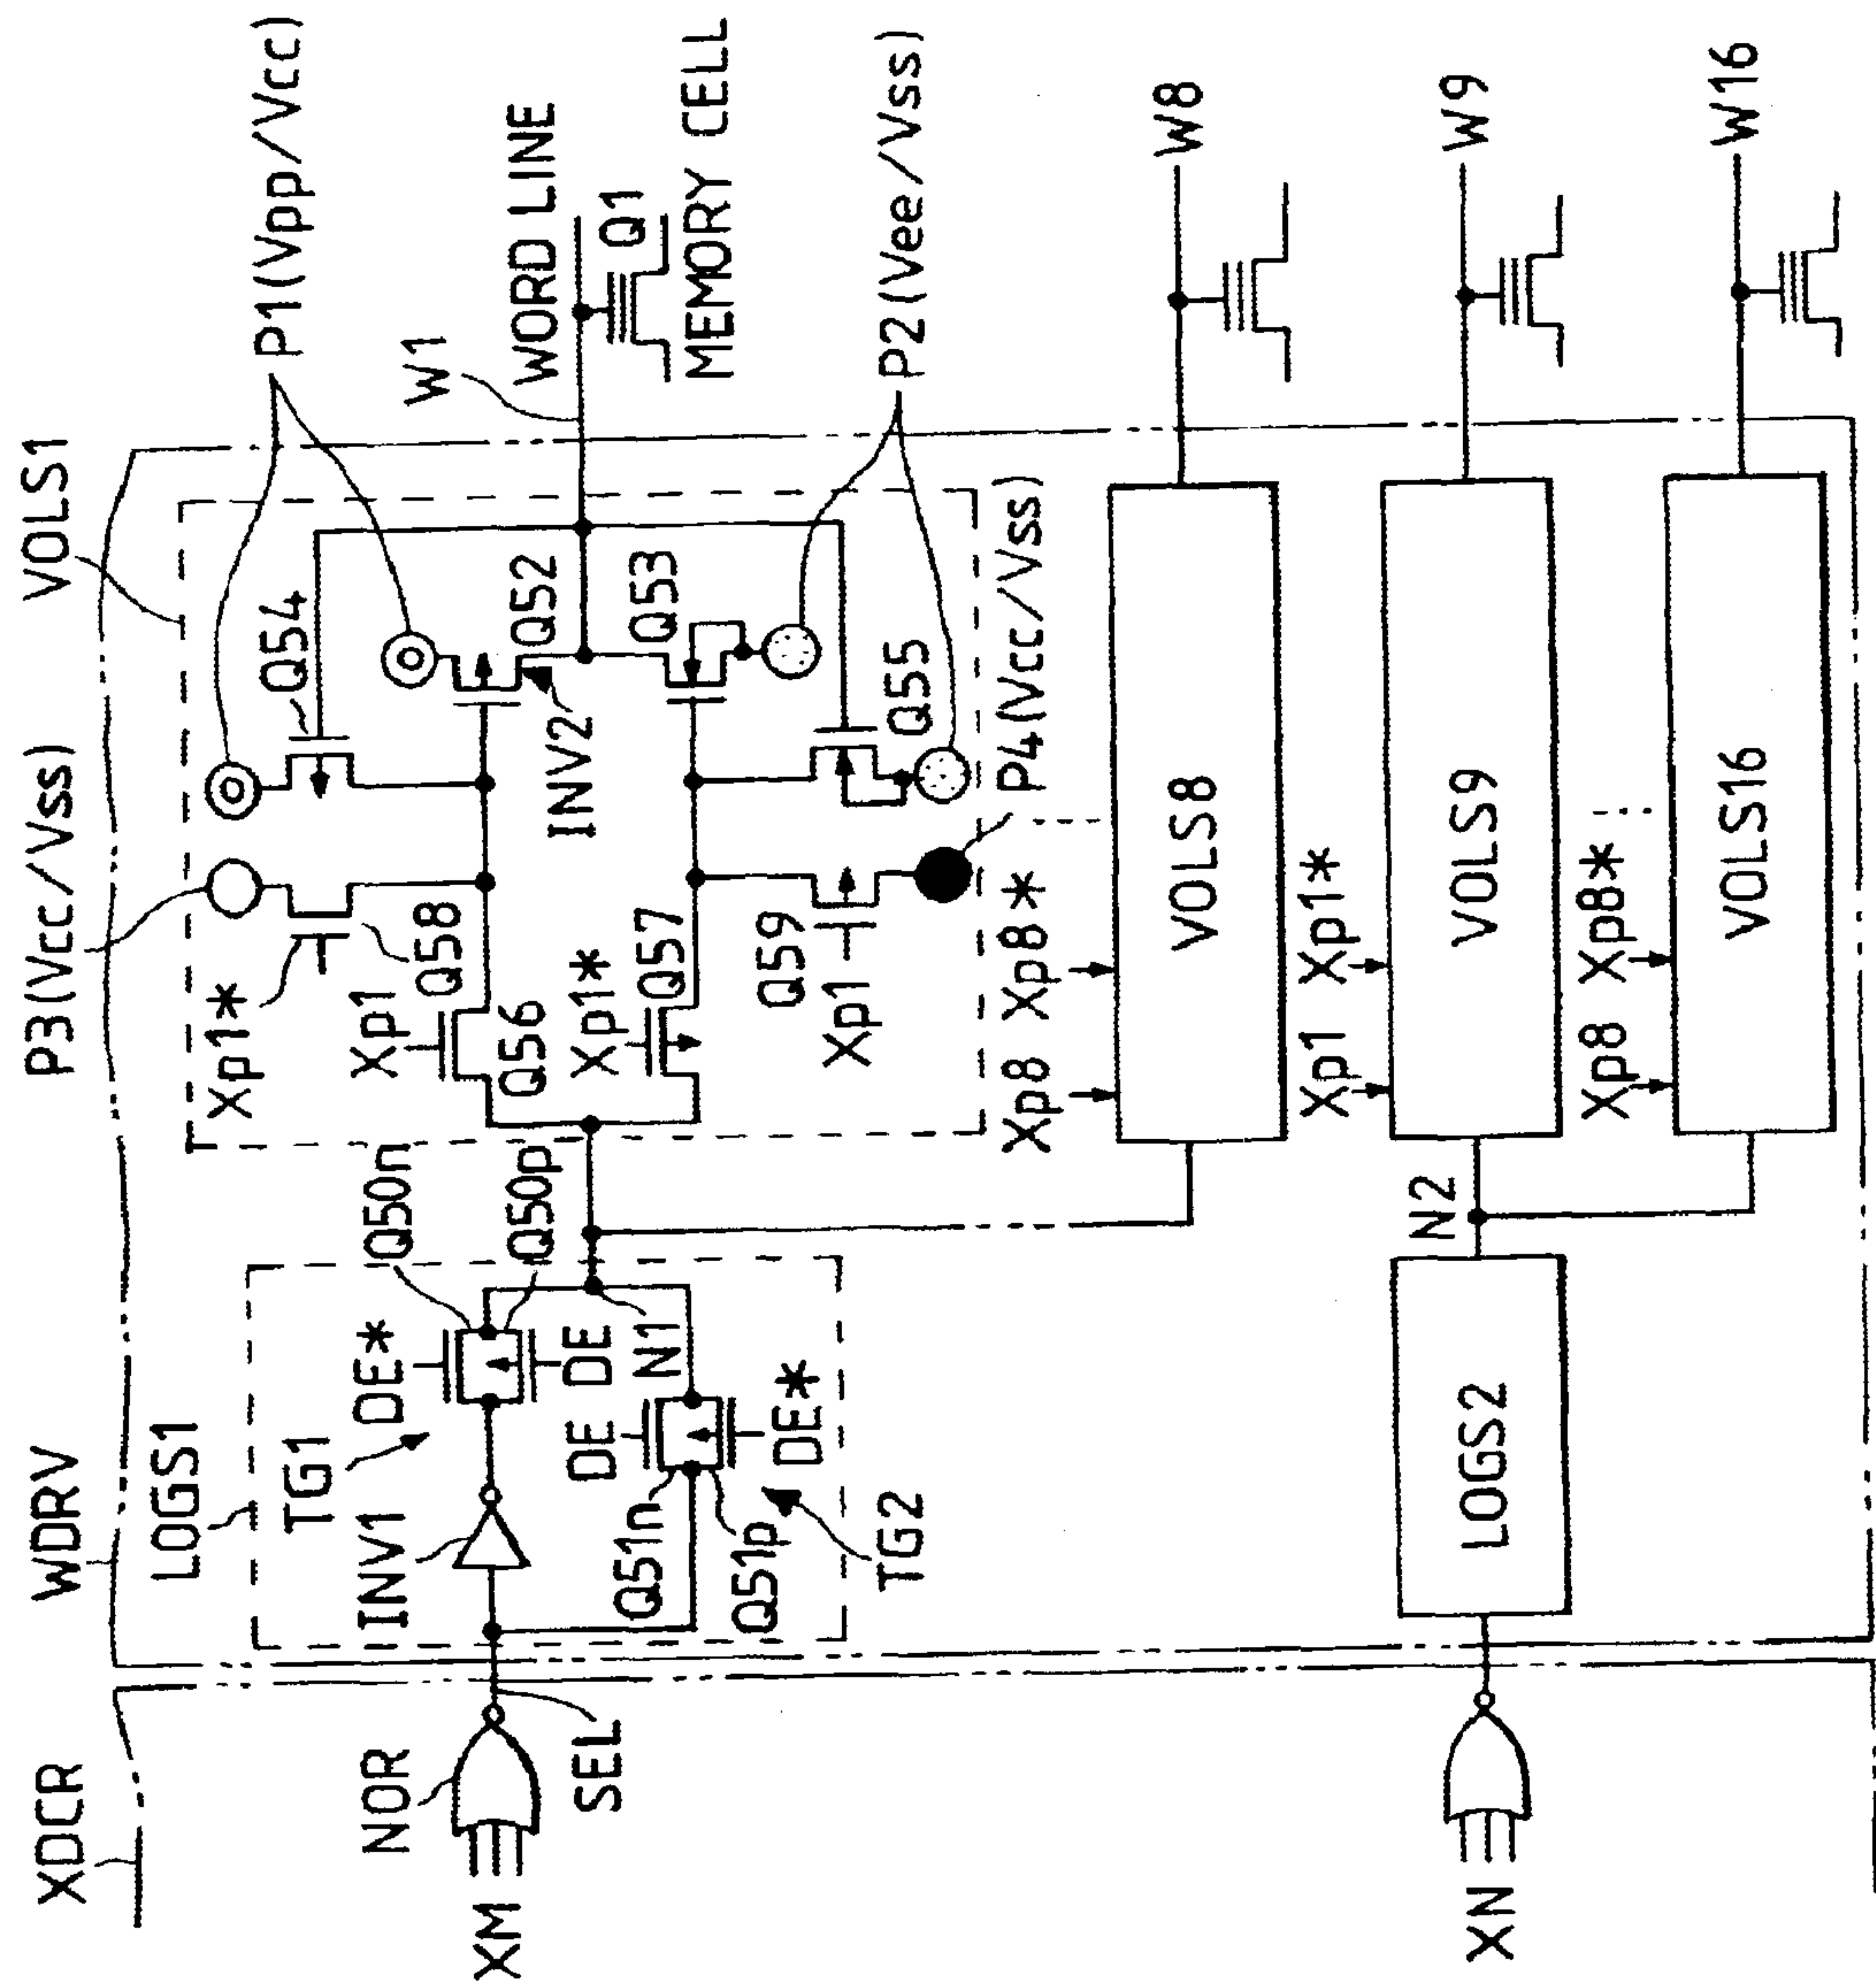 XDCR
WDRV
LOGS1
P3(Vcc/Vss)
VOLS1
P1(Vpp/Vcc)
Xp1*
Q54
TG1
DE*
Q50n
Xp1
Q58
W1
NOR
INV1
Q50p
Q56
Q52
WORD LINE
XM
SEL
DE
DE
N1
Xp1*
Q57
INV2
Q53
Q1
MEMORY CELL
Q51n
Q51p
DE*
Q59
Xp1
Q55
P2(Vee/Vss)
TG2
P4(Vcc/Vss)
Xp8
Xp8*
VOLS8
W8
Xp1
Xp1*
N2
XN
LOGS2
VOLS9
W9
Xp8
Xp8*
VOLS16
W16